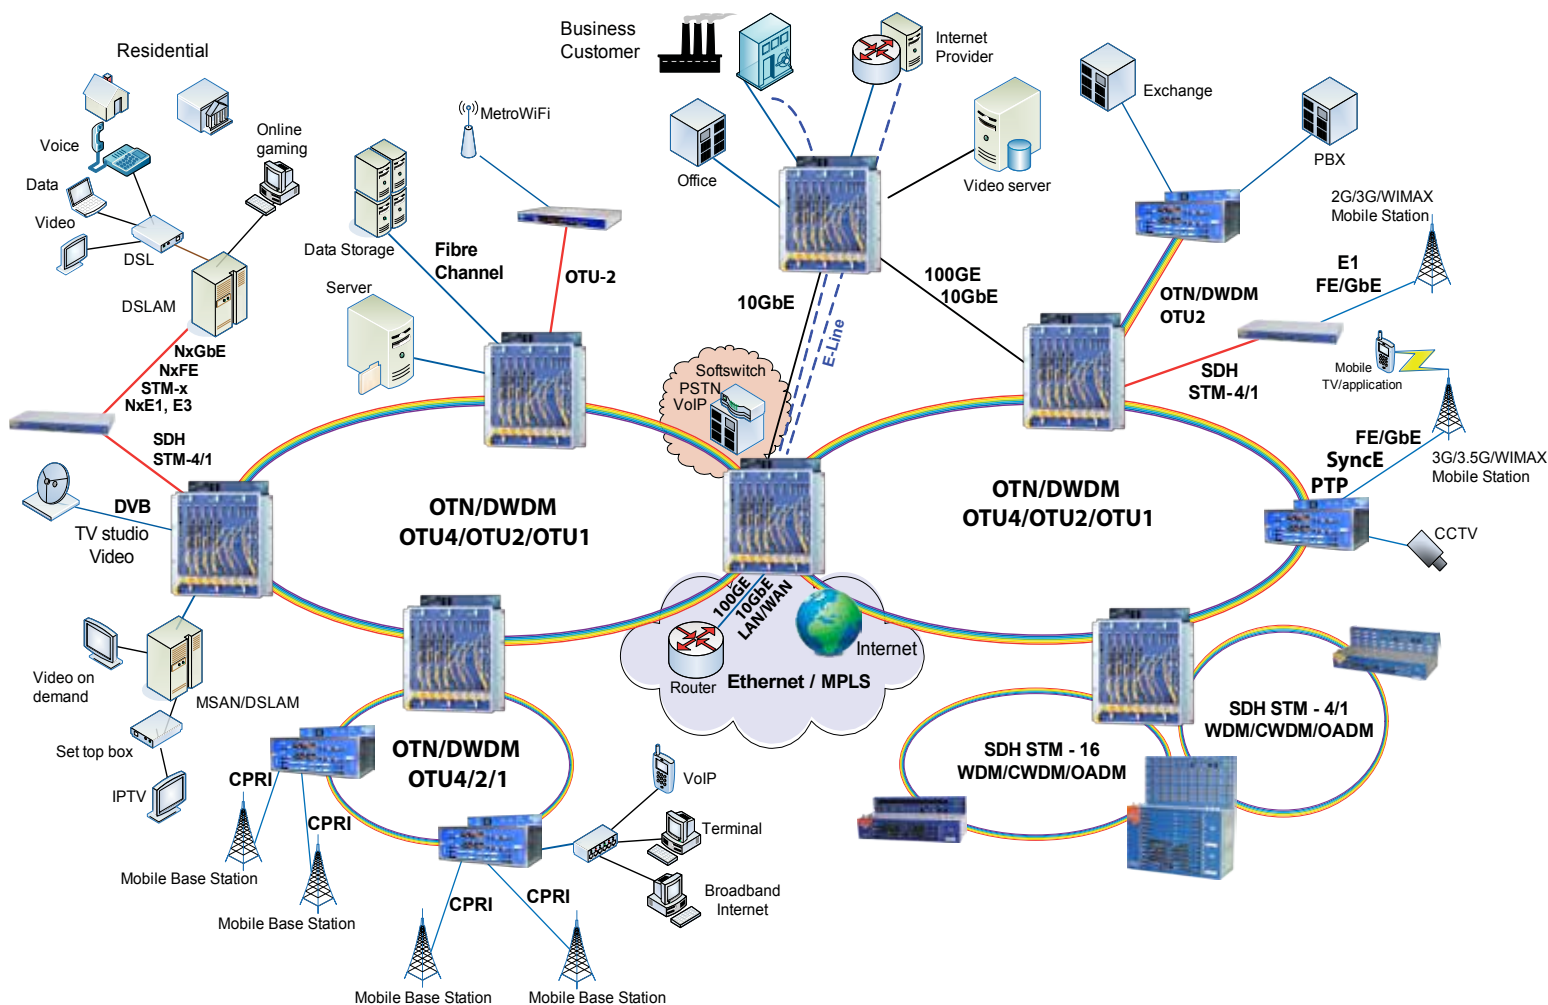 Residential
Voice
Online
gaming
Data
Video
DSL
DSLAM
NxGbE
NxFE
STM-x
NxE1, E3
SDH
STM-4/1
DVB
TV studio
Video
Video on
demand
MSAN/DSLAM
Set top box
IPTV
MetroWiFi
Data Storage
Fibre
Channel
OTU-2
Server
Business
Customer
Internet
Provider
Office
Video server
10GbE
E-Line
100GE
10GbE
Softswitch
PSTN
VoIP
Exchange
PBX
2G/3G/WIMAX
Mobile Station
E1
FE/GbE
OTN/DWDM
OTU2
SDH
STM-4/1
Mobile
TV/application
FE/GbE
SyncE
PTP
3G/3.5G/WIMAX
Mobile Station
CCTV
OTN/DWDM
OTU4/OTU2/OTU1
OTN/DWDM
OTU4/OTU2/OTU1
100GE
10GbE
LAN/WAN
Router
Internet
Ethernet / MPLS
OTN/DWDM
OTU4/2/1
CPRI
CPRI
Mobile Base Station
Mobile Base Station
CPRI
CPRI
Mobile Base Station
Mobile Base Station
VoIP
Terminal
Broadband
Internet
SDH STM - 16
WDM/CWDM/OADM
SDH STM - 4/1
WDM/CWDM/OADM